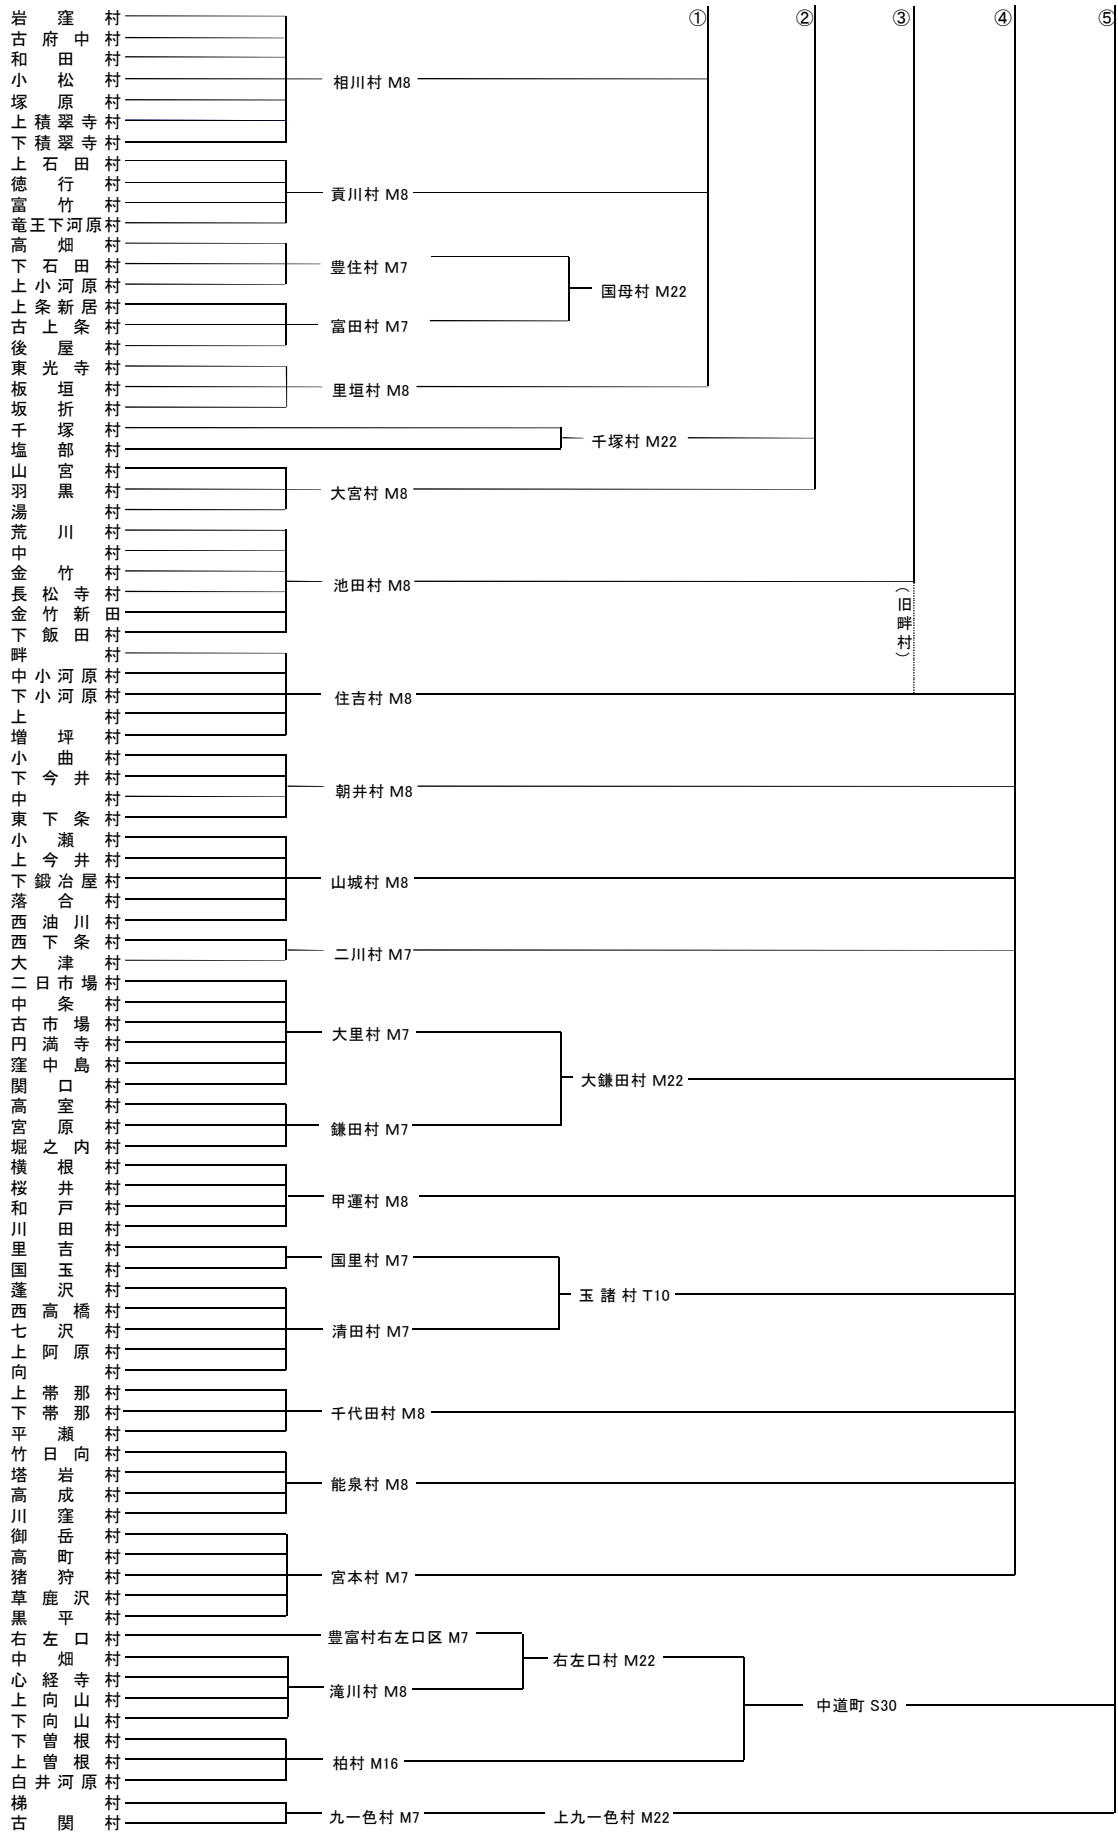 ① ② ③ ④ ⑤
岩窪村
古府中村
和田村
小松村
塚原村
上積翠寺村
下積翠寺村
相川村 M8
上石田村
徳行村
富竹村
竜王下河原村
貢川村 M8
高畑村
下石田村
上小河原村
豊住村 M7
上条新居村
古上条村
後屋村
富田村 M7
国母村 M22
東光寺村
板垣村
坂折村
里垣村 M8
千塚村
塩部村
千塚村 M22
山宮村
羽黒村
湯村
大宮村 M8
荒川村
中村
金竹村
長松寺村
金竹新田
下飯田村
池田村 M8
（旧畔村）
畔村
中小河原村
下小河原村
上村
増坪村
住吉村 M8
小曲村
下今井村
中村
東下条村
朝井村 M8
小瀬村
上今井村
下鍛冶屋村
落合村
西油川村
山城村 M8
西下条村
大津村
二川村 M7
二日市場村
中条村
古市場村
円満寺村
窪中島村
関口村
大里村 M7
高室村
宮原村
堀之内村
鎌田村 M7
大鎌田村 M22
横根村
桜井村
和戸村
川田村
甲運村 M8
里吉村
国玉村
国里村 M7
蓬沢村
西高橋村
七沢村
上阿原村
向村
清田村 M7
玉諸村 T10
上帯那村
下帯那村
平瀬村
千代田村 M8
竹日向村
塔岩村
高成村
川窪村
能泉村 M8
御岳村
高町村
猪狩村
草鹿沢村
黒平村
宮本村 M7
右左口村
豊富村右左口区 M7
中畑村
心経寺村
上向山村
下向山村
滝川村 M8
右左口村 M22
下曽根村
上曽根村
白井河原村
柏村 M16
中道町 S30
梯村
古関村
九一色村 M7
上九一色村 M22